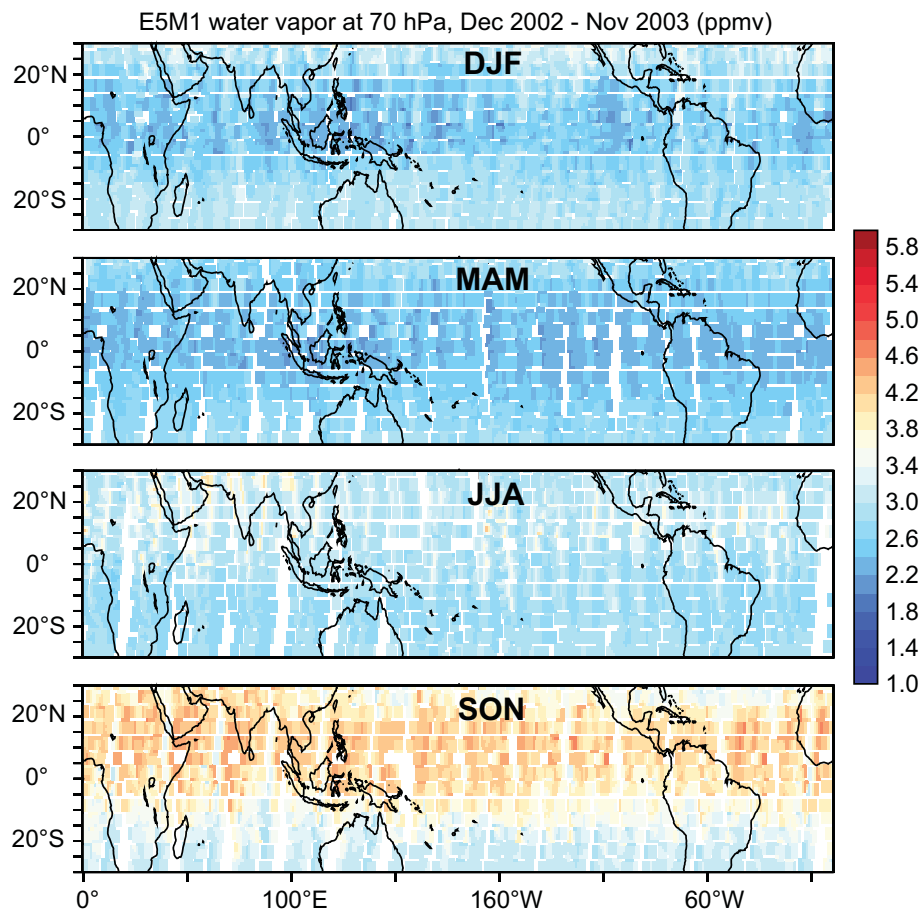 E5M1 water vapor at 70 hPa, Dec 2002 - Nov 2003 (ppmv)
DJF
20°N
0°
20°S
MAM
20°N
0°
20°S
JJA
20°N
0°
20°S
SON
20°N
0°
20°S
0° 100°E 160°W 60°W
5.8
5.4
5.0
4.6
4.2
3.8
3.4
3.0
2.6
2.2
1.8
1.4
1.0